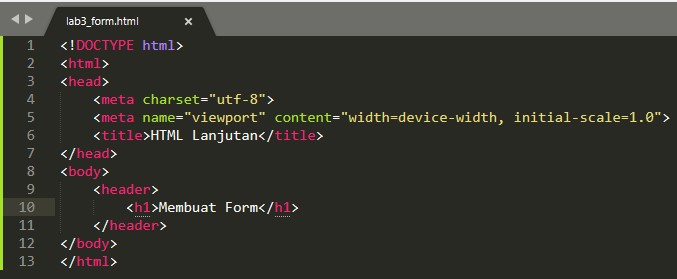 lab3_form.html ×
1 <!DOCTYPE html>
2 <html>
3 <head>
4     <meta charset="utf-8">
5     <meta name="viewport" content="width=device-width, initial-scale=1.0">
6     <title>HTML Lanjutan</title>
7 </head>
8 <body>
9     <header>
10         <h1>Membuat Form</h1>
11     </header>
12 </body>
13 </html>